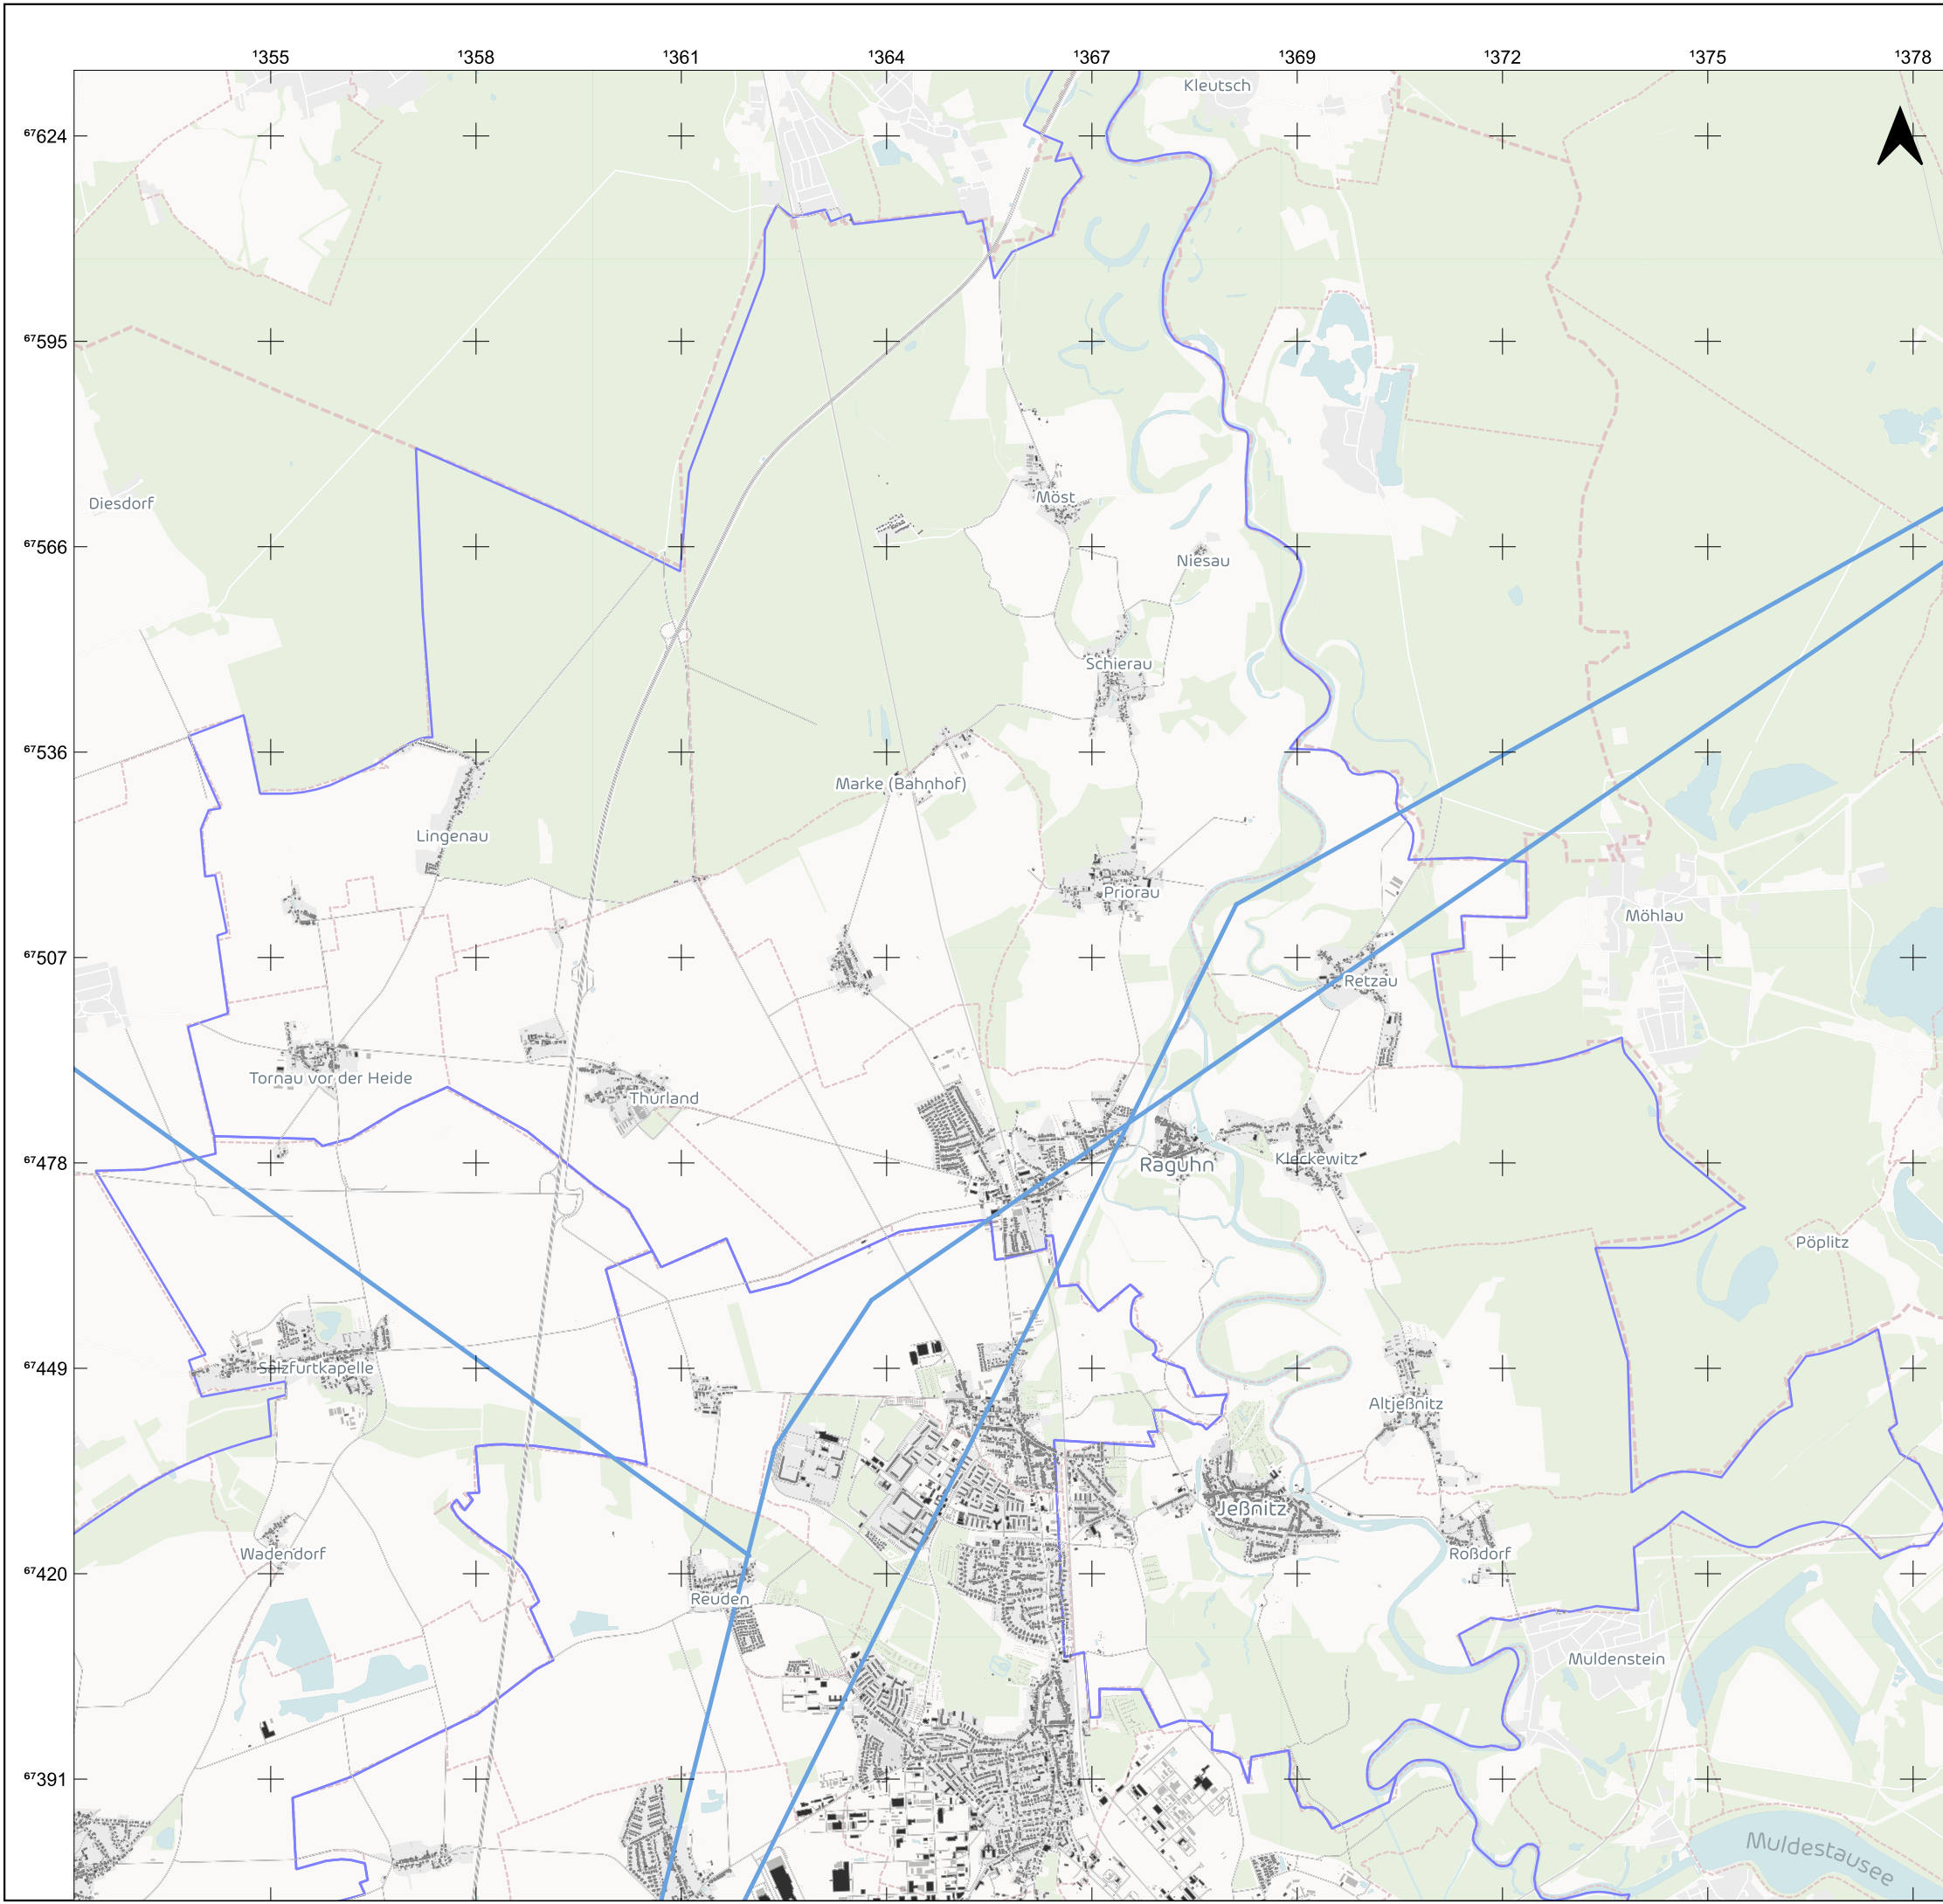 ¹355 ¹358 ¹361 ¹364 ¹367 ¹369 ¹372 ¹375 ¹378
Kleutsch
⁶⁷624
⁶⁷595
Diesdorf
Möst
⁶⁷566
Niesau
Schierau
⁶⁷536
Marke (Bahnhof)
Lingenau
Priorau
Möhlau
⁶⁷507
Retzau
Tornau vor der Heide
Thurland
⁶⁷478
Raguhn
Kleckewitz
Pöplitz
⁶⁷449
Salzfurtkapelle
Altjeßnitz
Jeßnitz
Wadendorf
Roßdorf
⁶⁷420
Reuden
Muldenstein
⁶⁷391
Muldestausee